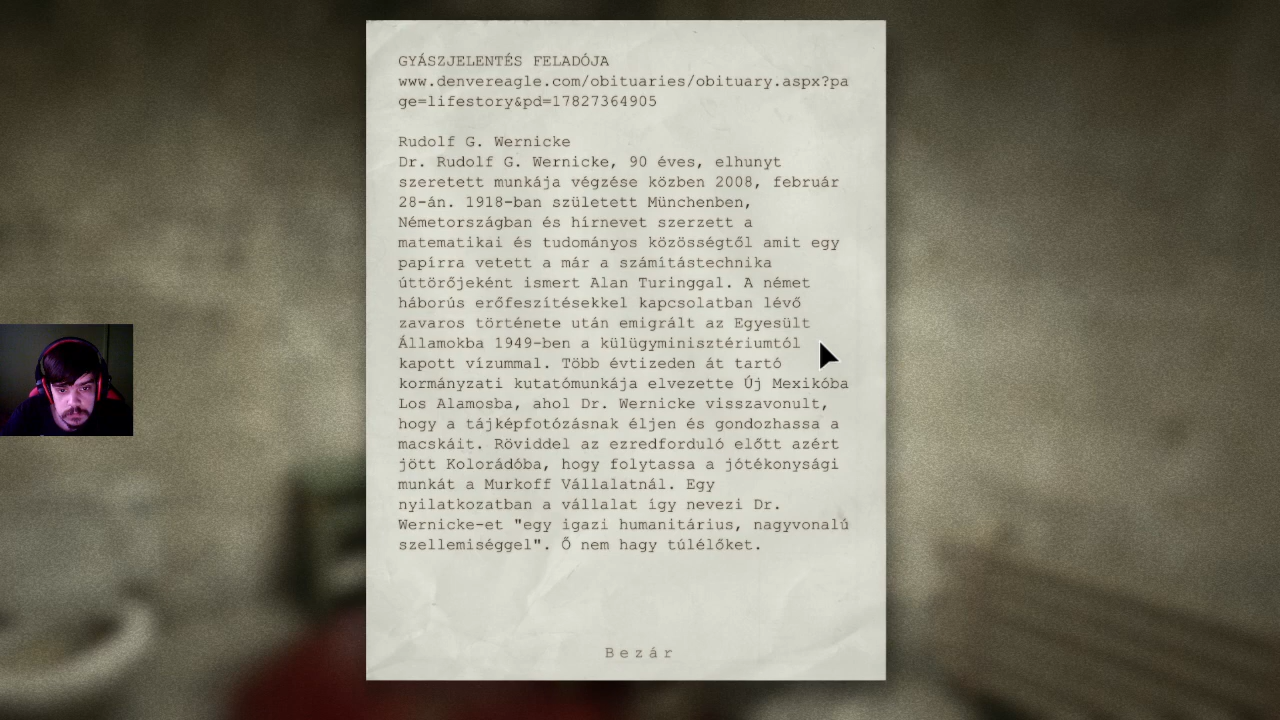 GYÁSZJELENTÉS FELADÓJA
www.denvereagle.com/obituaries/obituary.aspx?pa
ge=lifestory&pd=17827364905
Rudolf G. Wernicke
Dr. Rudolf G. Wernicke, 90 éves, elhunyt
szeretett munkája végzése közben 2008, február
28-án. 1918-ban született Münchenben,
Németországban és hírnevet szerzett a
matematikai és tudományos közösségtől amit egy
papírra vetett a már a számítástechnika
úttörőjeként ismert Alan Turinggal. A német
háborús erőfeszítésekkel kapcsolatban lévő
zavaros története után emigrált az Egyesült
Államokba 1949-ben a külügyminisztériumtól
kapott vízummal. Több évtizeden át tartó
kormányzati kutatómunkája elvezette Új Mexikóba
Los Alamosba, ahol Dr. Wernicke visszavonult,
hogy a tájképfotózásnak éljen és gondozhassa a
macskáit. Röviddel az ezredforduló előtt azért
jött Kolorádóba, hogy folytassa a jótékonysági
munkát a Murkoff Vállalatnál. Egy
nyilatkozatban a vállalat így nevezi Dr.
Wernicke-et "egy igazi humanitárius, nagyvonalú
szellemiséggel". Ő nem hagy túlélőket.
Bezár